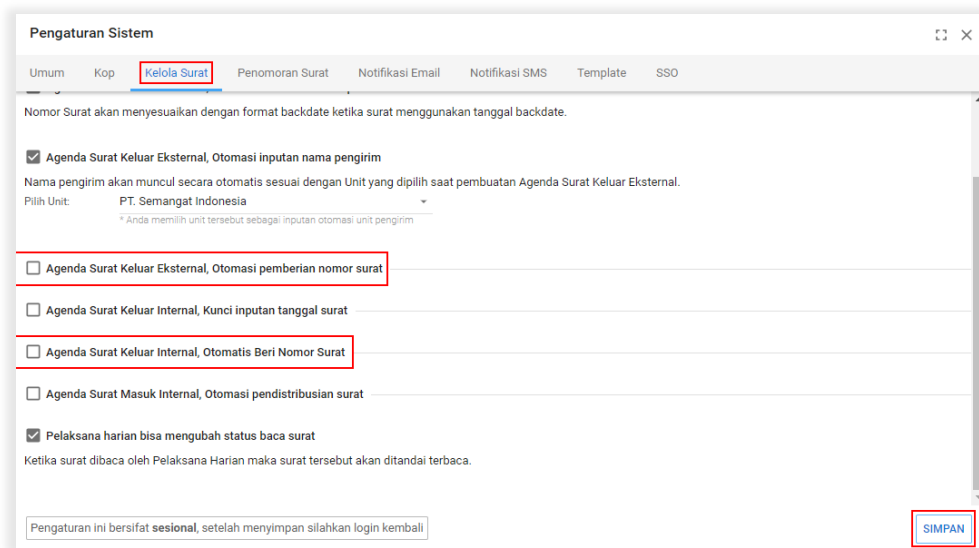 Pengaturan Sistem
Umum Kop Kelola Surat Penomoran Surat Notifikasi Email Notifikasi SMS Template SSO
Nomor Surat akan menyesuaikan dengan format backdate ketika surat menggunakan tanggal backdate.
Agenda Surat Keluar Eksternal, Otomasi inputan nama pengirim
Nama pengirim akan muncul secara otomatis sesuai dengan Unit yang dipilih saat pembuatan Agenda Surat Keluar Eksternal.
Pilih Unit: PT. Semangat Indonesia
* Anda memilih unit tersebut sebagai inputan otomasi unit pengirim
Agenda Surat Keluar Eksternal, Otomasi pemberian nomor surat
Agenda Surat Keluar Internal, Kunci inputan tanggal surat
Agenda Surat Keluar Internal, Otomatis Beri Nomor Surat
Agenda Surat Masuk Internal, Otomasi pendistribusian surat
Pelaksana harian bisa mengubah status baca surat
Ketika surat dibaca oleh Pelaksana Harian maka surat tersebut akan ditandai terbaca.
Pengaturan ini bersifat sesional, setelah menyimpan silahkan login kembali
SIMPAN